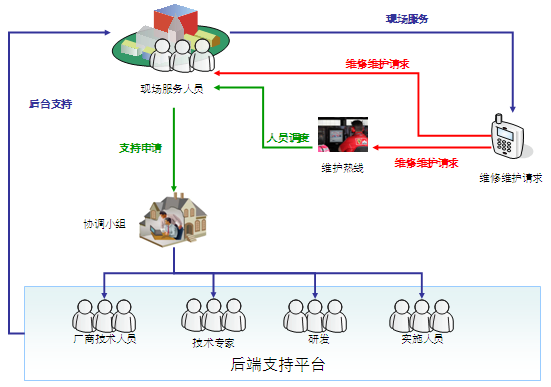 现场服务
维修维护请求
现场服务人员
后台支持
人员调度
支持申请
维护热线
维修维护请求
维修维护请求
协调小组
厂商技术人员
技术专家
研发
实施人员
后端支持平台